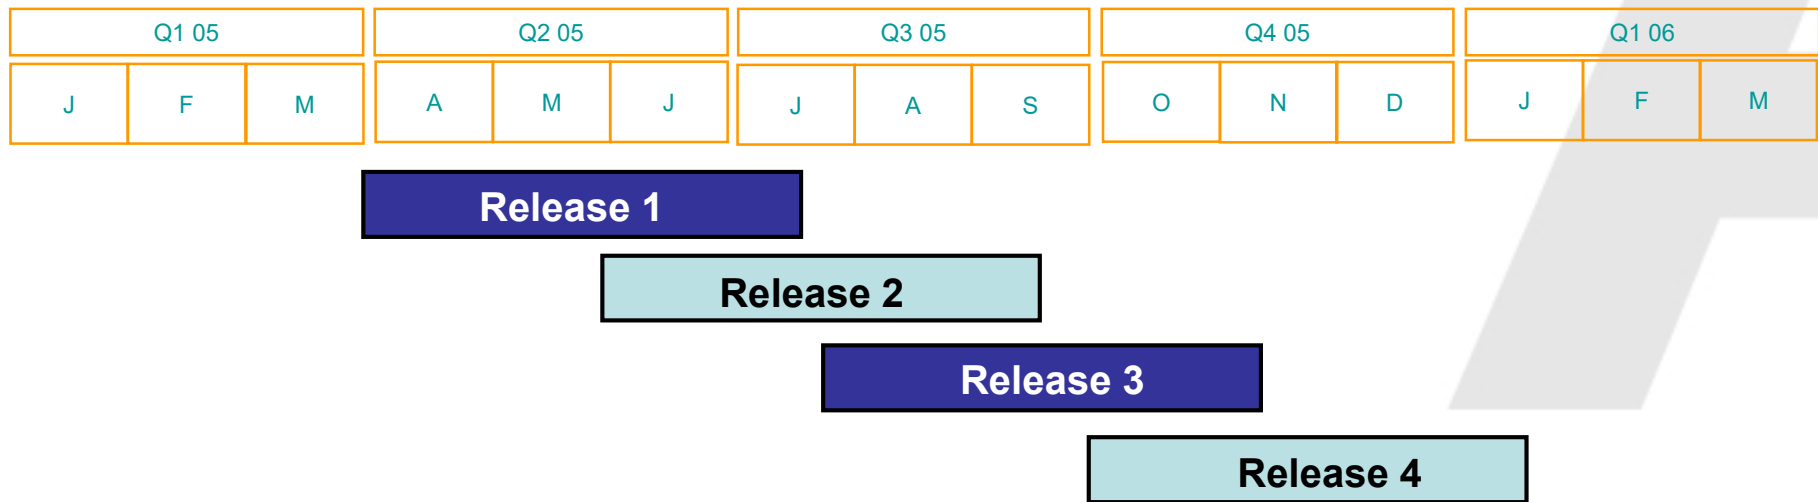 Q1 05 Q2 05 Q3 05 Q4 05 Q1 06
J F M A M J J A S O N D J F M
Release 1
Release 2
Release 3
Release 4